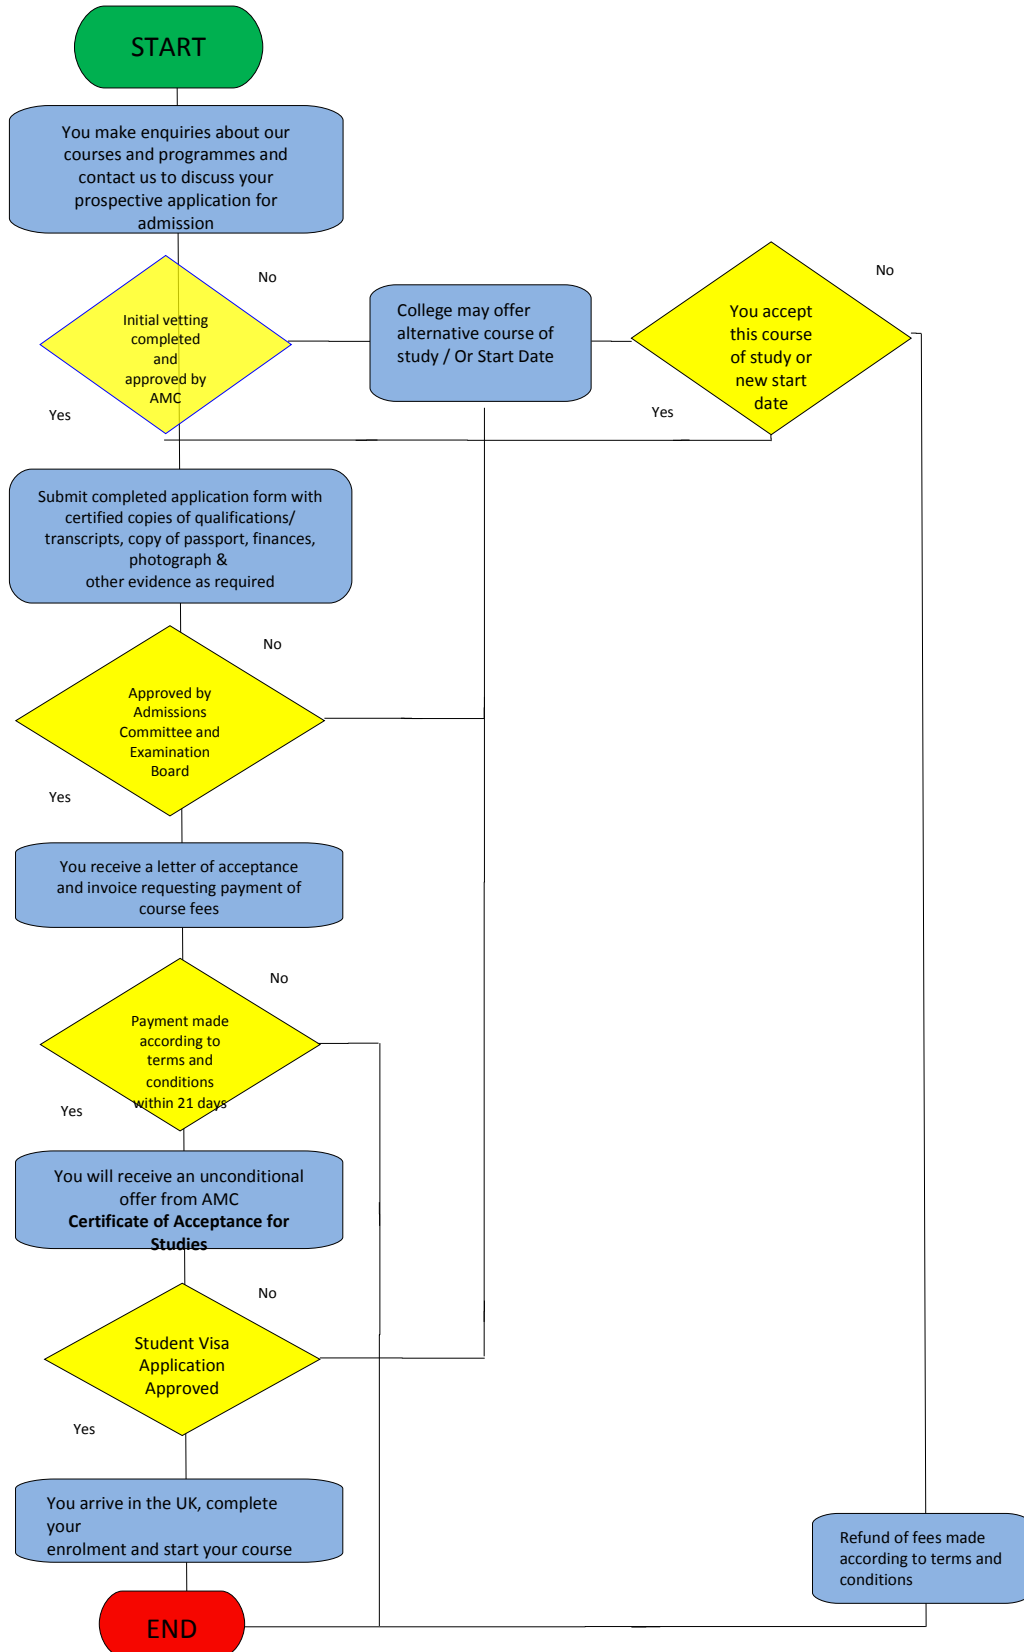 START
You make enquiries about our
courses and programmes and
contact us to discuss your
prospective application for
admission
No
Initial vetting
completed
and
approved by
AMC
Yes
College may offer
alternative course of
study / Or Start Date
No
You accept
this course
of study or
new start
date
Yes
Submit completed application form with
certified copies of qualifications/
transcripts, copy of passport, finances,
photograph &
other evidence as required
No
Approved by
Admissions
Committee and
Examination
Board
Yes
You receive a letter of acceptance
and invoice requesting payment of
course fees
No
Payment made
according to
terms and
conditions
within 21 days
Yes
You will receive an unconditional
offer from AMC
Certificate of Acceptance for
Studies
No
Student Visa
Application
Approved
Yes
You arrive in the UK, complete
your
enrolment and start your course
Refund of fees made
according to terms and
conditions
END